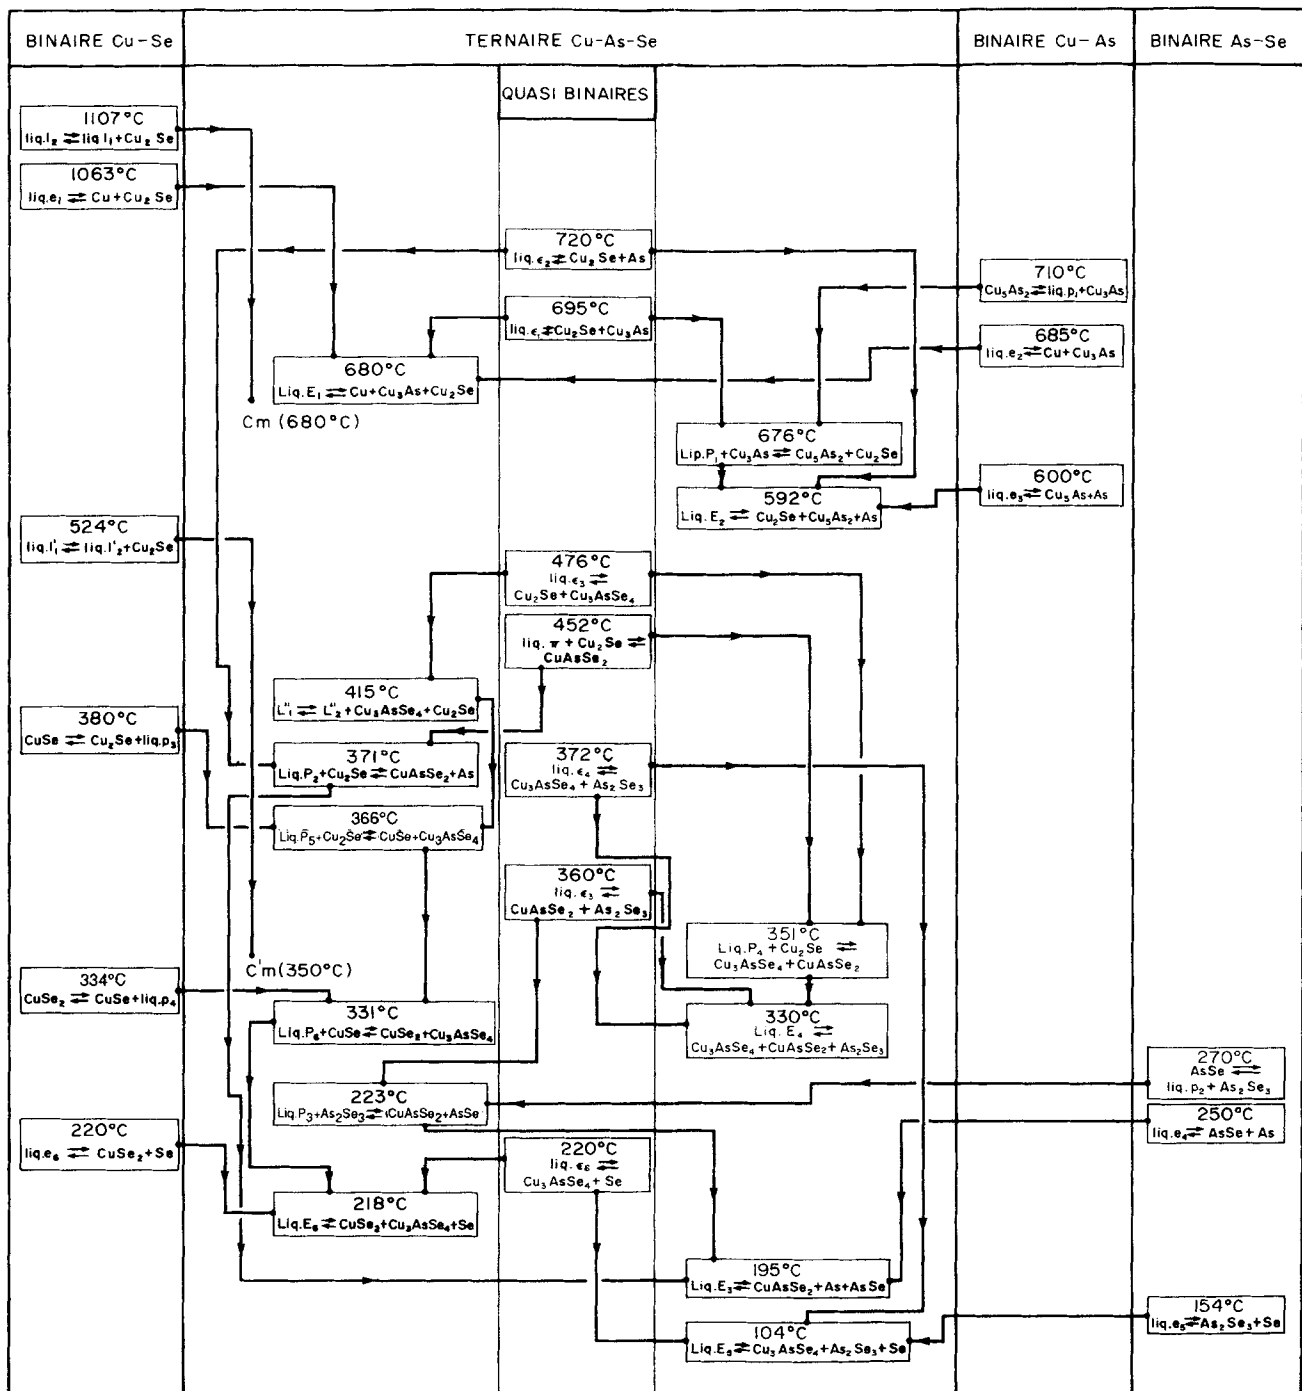 BINAIRE Cu-Se
TERNAIRE Cu-As-Se
BINAIRE Cu-As
BINAIRE As-Se
QUASI BINAIRES
1107°C
liq.l₂ ⇄ liq l₁+Cu₂ Se
1063°C
liq.e₁ ⇄ Cu+Cu₂ Se
720°C
liq.ϵ₂ ⇄ Cu₂ Se+As
710°C
Cu₅As₂ ⇄ liq.p₁+Cu₃As
695°C
liq.ϵ₁ ⇄ Cu₂Se+Cu₃As
685°C
liq.e₂ ⇄ Cu+Cu₃As
680°C
Liq.E₁ ⇄ Cu+Cu₃As+Cu₂Se
Cm (680°C)
676°C
Lip.P₁+Cu₃As ⇄ Cu₅As₂+Cu₂Se
600°C
liq.e₃ ⇄ Cu₅As+As
592°C
Liq.E₂ ⇄ Cu₂Se+Cu₅As₂+As
524°C
liq.l'₁ ⇄ liq.l'₂+Cu₂Se
476°C
liq.ϵ₃ ⇄
Cu₂Se+Cu₃AsSe₄
452°C
liq. π + Cu₂Se ⇄
CuAsSe₂
415°C
L"₁ ⇄ L"₂+Cu₃AsSe₄+Cu₂Se
380°C
CuSe ⇄ Cu₂Se+liq.p₃
371°C
Liq.P₂+Cu₂Se ⇄ CuAsSe₂+As
372°C
liq.ϵ₄ ⇄
Cu₃AsSe₄ + As₂Se₃
366°C
Liq.P₅+Cu₂Se ⇄ CuSe+Cu₃AsSe₄
360°C
liq. ϵ₅ ⇄
CuAsSe₂ + As₂Se₃
351°C
Liq.P₄+Cu₂Se ⇄
Cu₃AsSe₄+CuAsSe₂
C'm (350°C)
334°C
CuSe₂ ⇄ CuSe+liq.p₄
331°C
Liq.P₆+CuSe ⇄ CuSe₂+Cu₃AsSe₄
330°C
Liq. E₄ ⇄
Cu₃AsSe₄+CuAsSe₂+As₂Se₃
270°C
AsSe ⇄
liq.p₂+As₂Se₃
223°C
Liq.P₃+As₂Se₃ ⇄ CuAsSe₂+AsSe
250°C
liq.e₄ ⇄ AsSe+As
220°C
liq.e₆ ⇄ CuSe₂+Se
220°C
liq. ϵ₆ ⇄
Cu₃AsSe₄+Se
218°C
Liq.E₆ ⇄ CuSe₂+Cu₃AsSe₄+Se
195°C
Liq.E₃ ⇄ CuAsSe₂+As+AsSe
154°C
liq.e₅ ⇄ As₂Se₃+Se
104°C
Liq.E₅ ⇄ Cu₃AsSe₄+As₂Se₃+Se